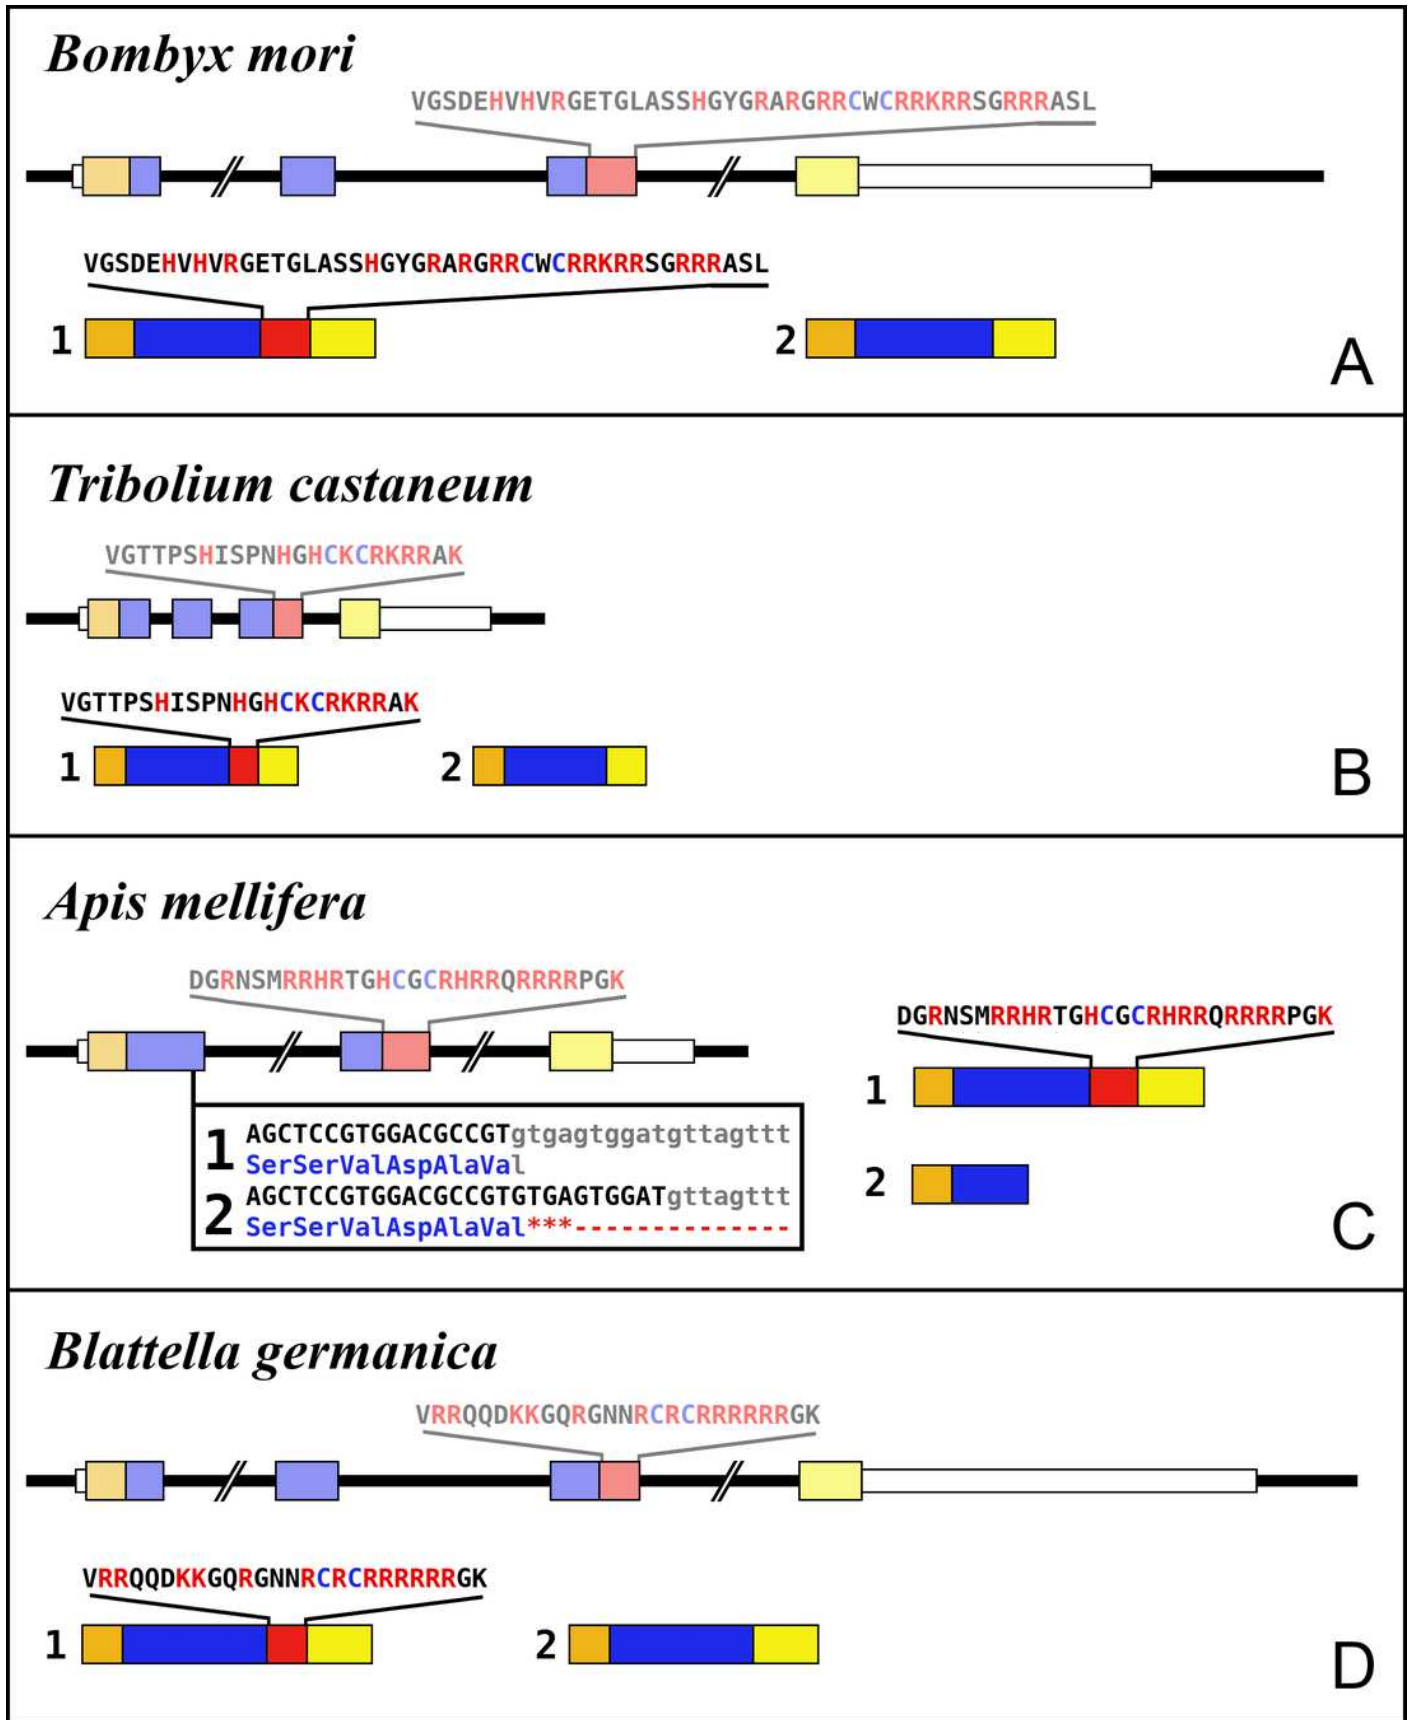 Bombyx mori
VGSDEHVHVRGETGLASSHGYGRARGRRCWCRRKRRSGRRRASL
VGSDEHVHVRGETGLASSHGYGRARGRRCWCRRKRRSGRRRASL
1
2
A
Tribolium castaneum
VGTTPSHISPNHGHCKCRKRRAK
VGTTPSHISPNHGHCKCRKRRAK
1
2
B
Apis mellifera
DGRNSMRRHRTGHCGCRHRRQRRRRPGK
DGRNSMRRHRTGHCGCRHRRQRRRRPGK
1
1 AGCTCCGTGGACGCCGTgtgagtggatgttagttt
SerSerValAspAlaVal
2 AGCTCCGTGGACGCCGTGTGAGTGGATgttagttt
SerSerValAspAlaVal***--------------
2
C
Blattella germanica
VRRQQDKKGQRGNNRCRCRRRRRRGK
VRRQQDKKGQRGNNRCRCRRRRRRGK
1
2
D